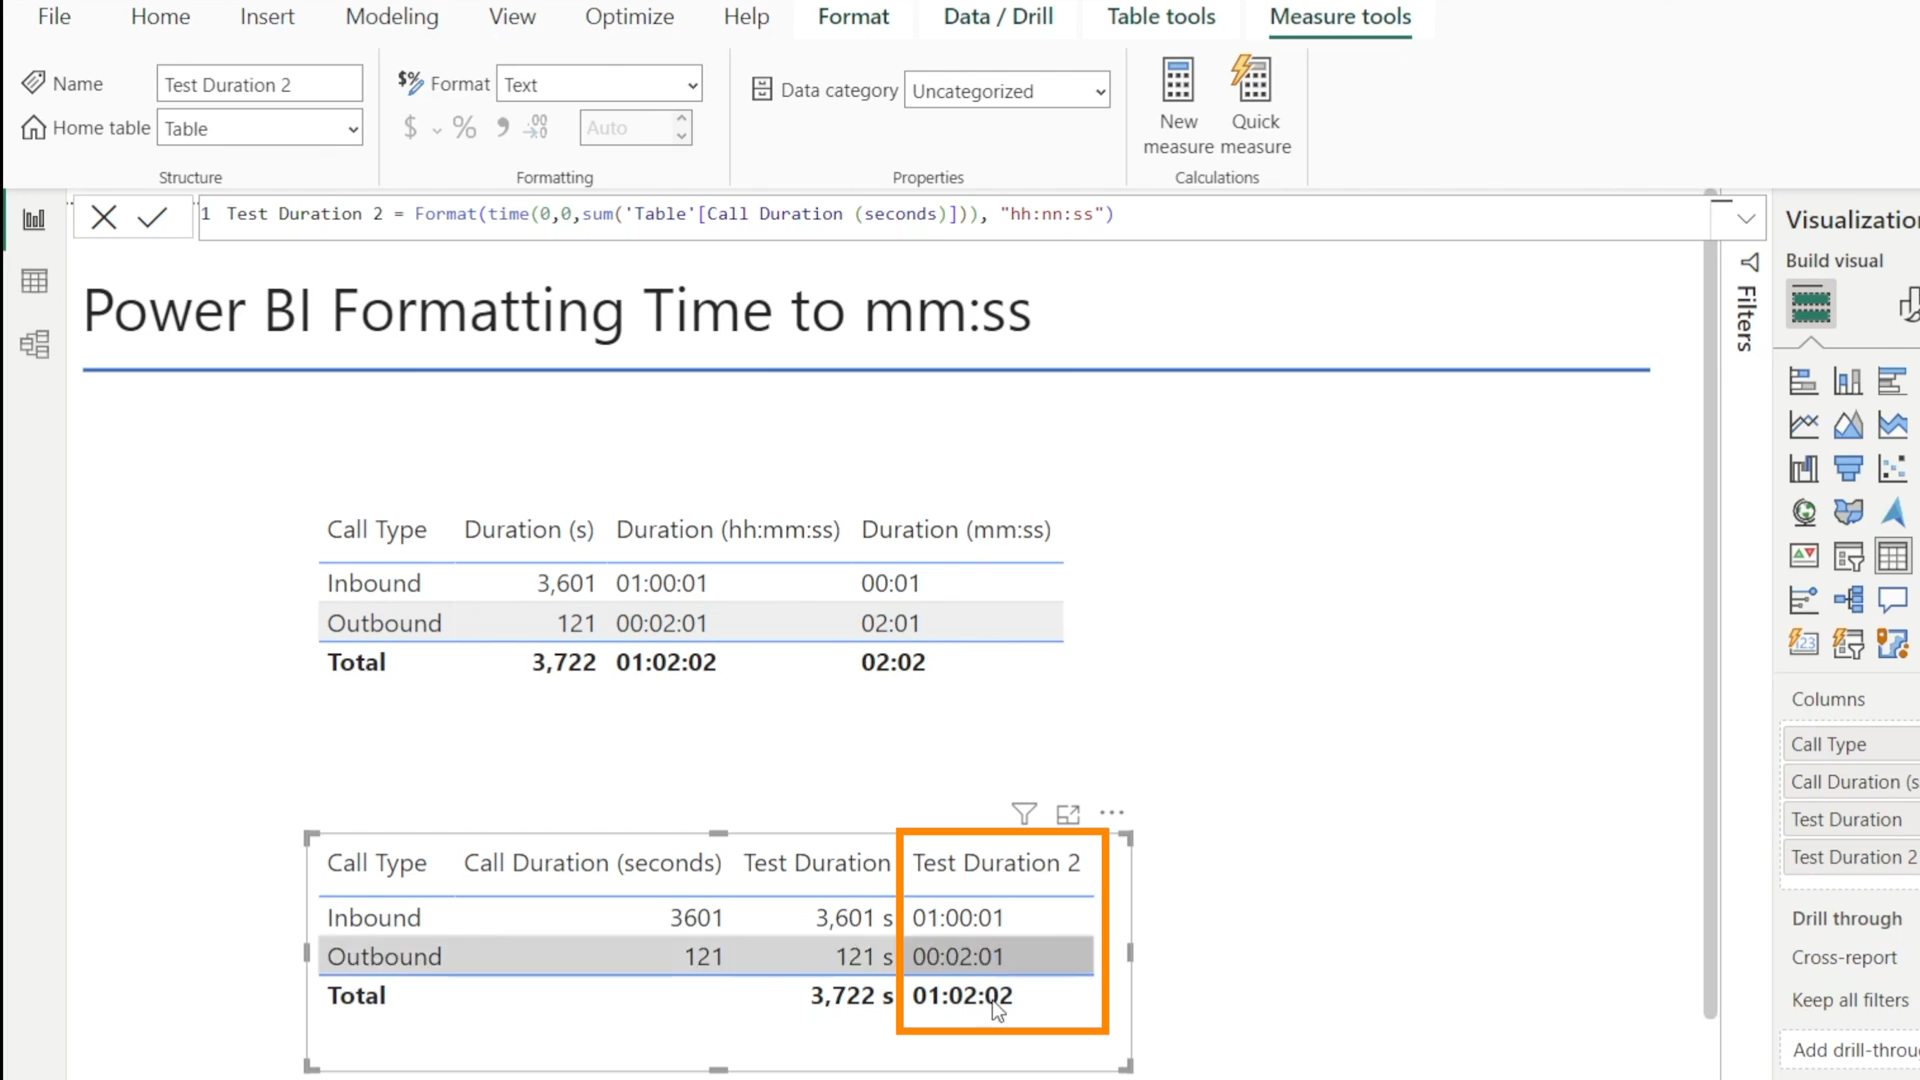 File Home Insert Modeling View Optimize Help Format Data / Drill Table tools Measure tools
Name Test Duration 2
Home table Table
Structure
$% Format Text
$ % 9 .00 →0 Auto
Formatting
Data category Uncategorized
Properties
New measure
Quick measure
Calculations
1 Test Duration 2 = Format(time(0,0,sum('Table'[Call Duration (seconds)])), "hh:nn:ss")
Power BI Formatting Time to mm:ss
Call Type Duration (s) Duration (hh:mm:ss) Duration (mm:ss)
Inbound 3,601 01:00:01 00:01
Outbound 121 00:02:01 02:01
Total 3,722 01:02:02 02:02
Call Type Call Duration (seconds) Test Duration Test Duration 2
Inbound 3601 3,601 s 01:00:01
Outbound 121 121 s 00:02:01
Total 3,722 s 01:02:02
Filters
Visualization
Build visual
123
Columns
Call Type
Call Duration (s
Test Duration
Test Duration 2
Drill through
Cross-report
Keep all filters
Add drill-throu